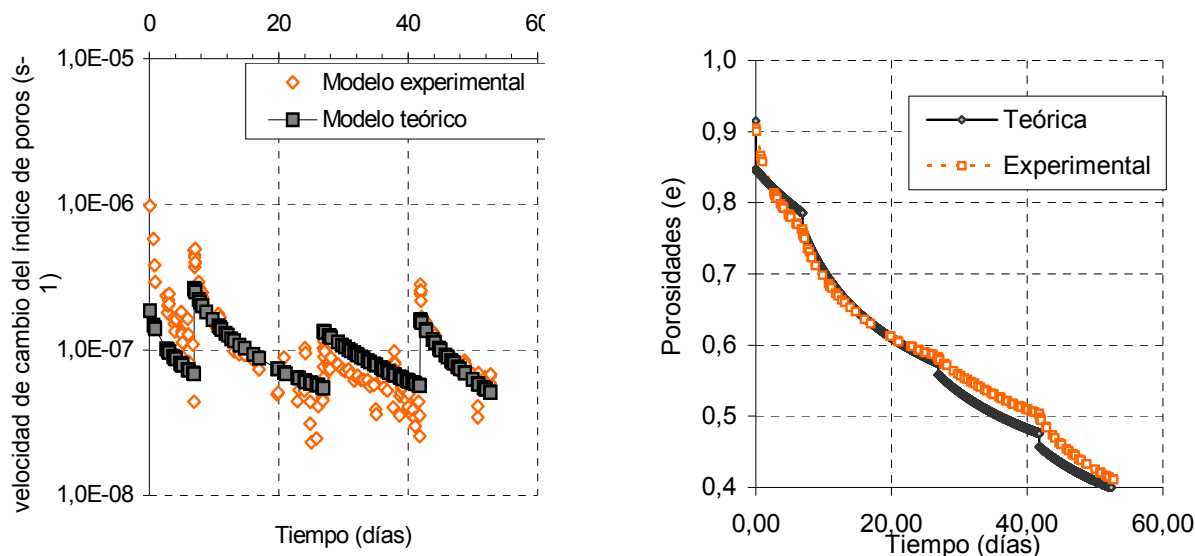 0 20 40 60
velocidad de cambio del índice de poros (s-
1)
1,0E-05
1,0E-06
1,0E-07
1,0E-08
Modelo experimental
Modelo teórico
Tiempo (días)
Porosidades (e)
1,0
0,9
0,8
0,7
0,6
0,5
0,4
Teórica
Experimental
0,00 20,00 40,00 60,00
Tiempo (días)